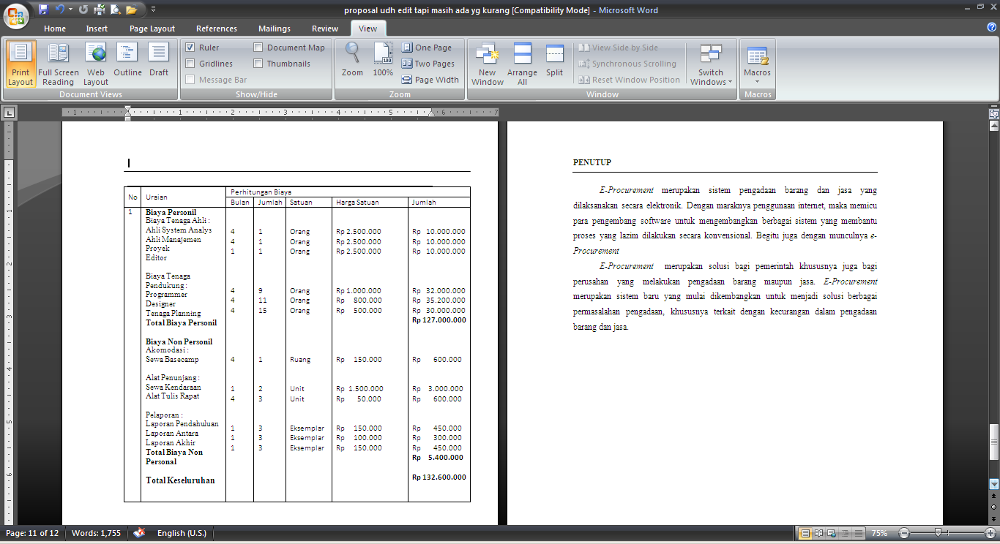 proposal udh edit tapi masih ada yg kurang [Compatibility Mode] - Microsoft Word
Home Insert Page Layout References Mailings Review View
Print Layout
Full Screen Reading
Web Layout
Outline
Draft
Document Views
Ruler
Gridlines
Message Bar
Document Map
Thumbnails
Show/Hide
Zoom
100%
One Page
Two Pages
Page Width
Zoom
New Window
Arrange All
Split
View Side by Side
Synchronous Scrolling
Reset Window Position
Switch Windows
Window
Macros
Macros
1 1 2 3 4 5 6 7
No Uraian Perhitungan Biaya
Bulan Jumlah Satuan Harga Satuan Jumlah
1 Biaya Personil
Biaya Tenaga Ahli :
Ahli System Analys 4 1 Orang Rp 2.500.000 Rp 10.000.000
Ahli Manajemen 4 1 Orang Rp 2.500.000 Rp 10.000.000
Proyek 1 1 Orang Rp 2.500.000 Rp 10.000.000
Editor
Biaya Tenaga
Pendukung :
Programmer 4 9 Orang Rp 1.000.000 Rp 32.000.000
Designer 4 11 Orang Rp 800.000 Rp 35.200.000
Tenaga Planning 4 15 Orang Rp 500.000 Rp 30.000.000
Total Biaya Personil Rp 127.000.000
Biaya Non Personil
Akomodasi :
Sewa Basecamp 4 1 Ruang Rp 150.000 Rp 600.000
Alat Penunjang :
Sewa Kendaraan 1 2 Unit Rp 1.500.000 Rp 3.000.000
Alat Tulis Rapat 4 3 Unit Rp 50.000 Rp 600.000
Pelaporan :
Laporan Pendahuluan 1 3 Eksemplar Rp 150.000 Rp 450.000
Laporan Antara 1 3 Eksemplar Rp 100.000 Rp 300.000
Laporan Akhir 1 3 Eksemplar Rp 150.000 Rp 450.000
Total Biaya Non Rp 5.400.000
Personal
Total Keseluruhan Rp 132.600.000
PENUTUP
E-Procurement merupakan sistem pengadaan barang dan jasa yang
dilaksanakan secara elektronik. Dengan maraknya penggunaan internet, maka memicu
para pengembang software untuk mengembangkan berbagai sistem yang membantu
proses yang lazim dilakukan secara konvensional. Begitu juga dengan munculnya e-
Procurement
E-Procurement merupakan solusi bagi pemerintah khususnya juga bagi
perusahan yang melakukan pengadaan barang maupun jasa. E-Procurement
merupakan sistem baru yang mulai dikembangkan untuk menjadi solusi berbagai
permasalahan pengadaan, khususnya terkait dengan kecurangan dalam pengadaan
barang dan jasa.
1
2
3
4
5
6
Page: 11 of 12 Words: 1,755 English (U.S.) 75%